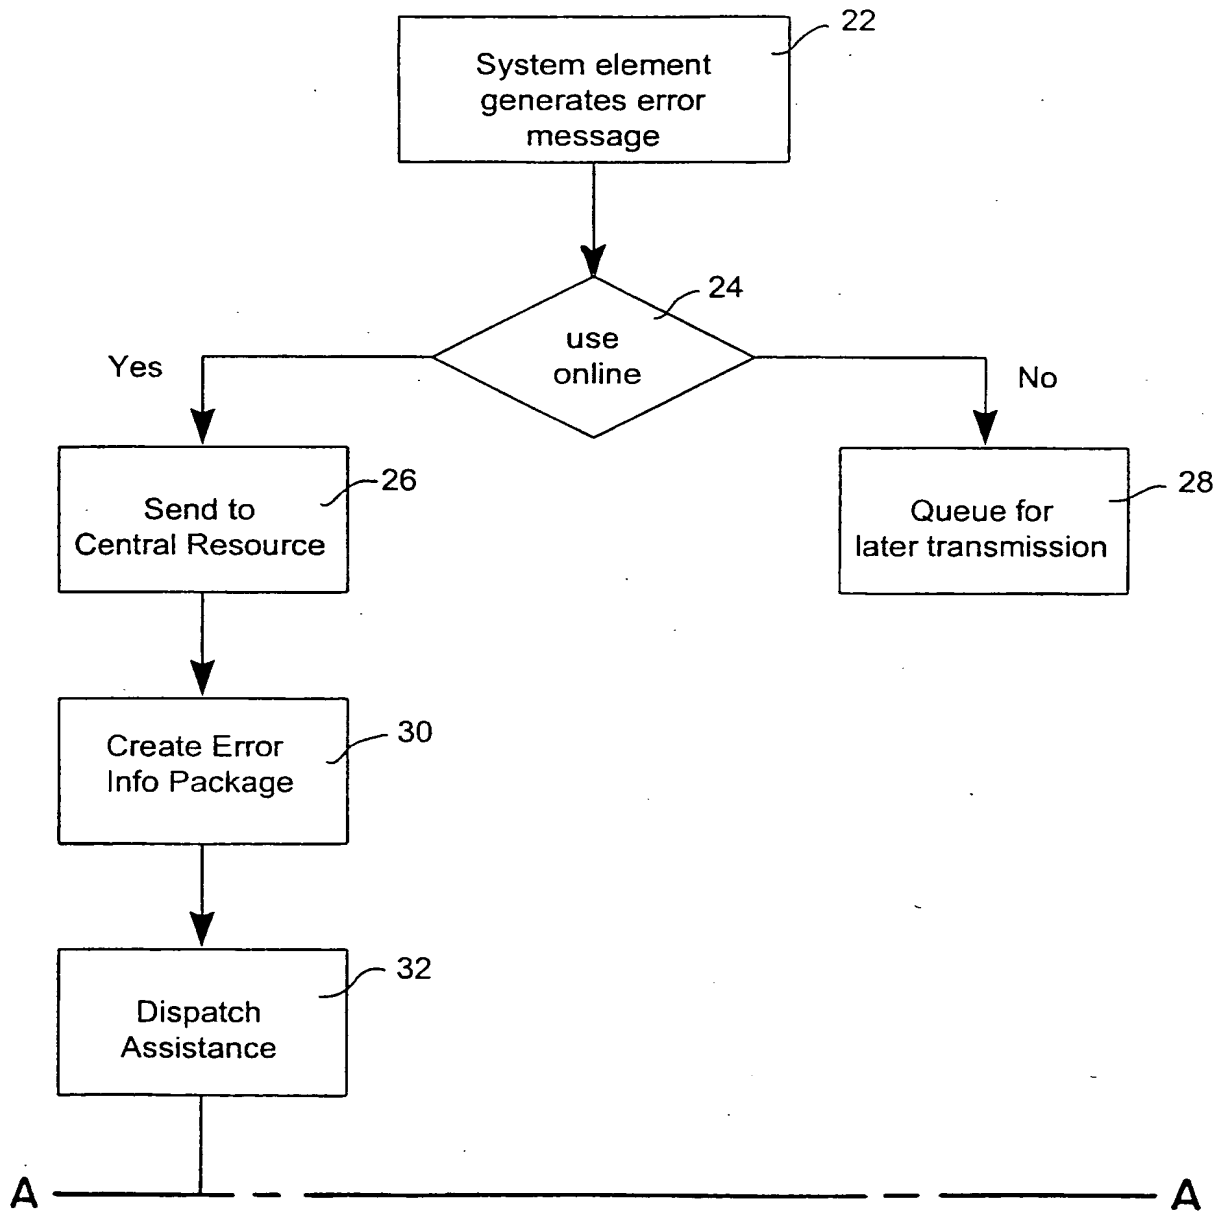 22
System element
generates error
message
24
use
online
Yes
No
26
Send to
Central Resource
28
Queue for
later transmission
30
Create Error
Info Package
32
Dispatch
Assistance
A
A